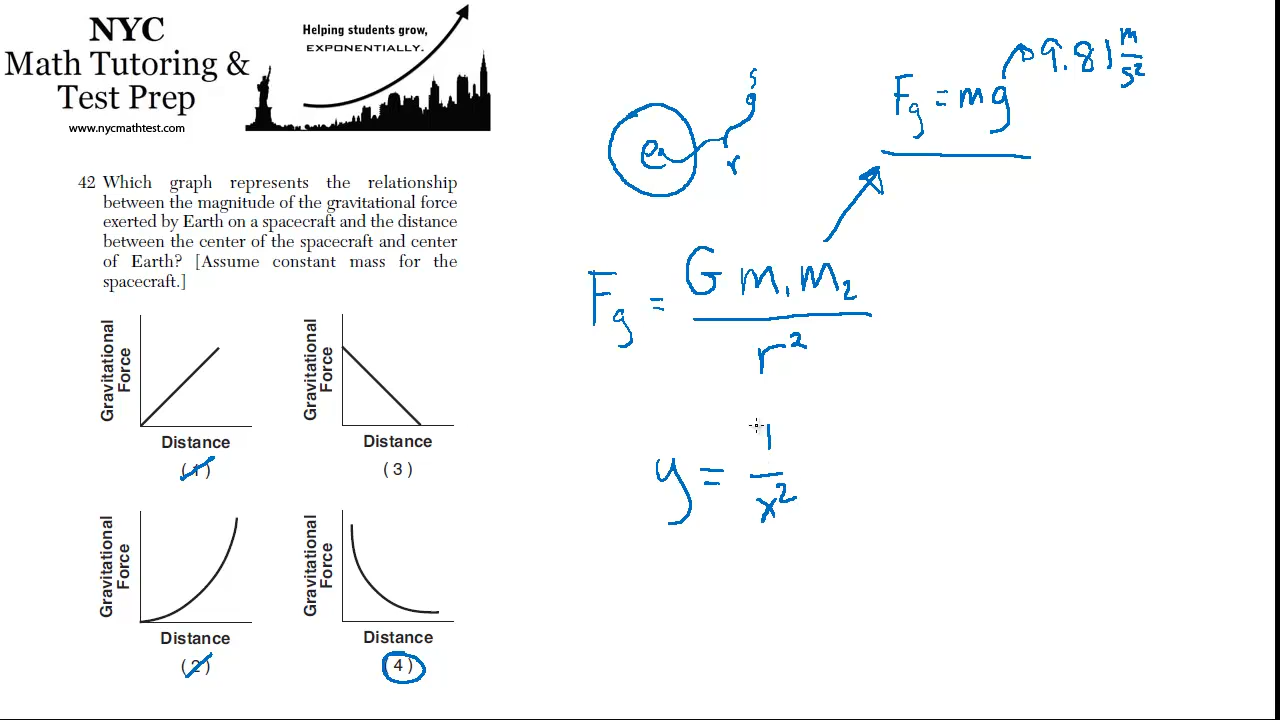 NYC
Math Tutoring &
Test Prep
www.nycmathtest.com
Helping students grow,
EXPONENTIALLY.
42 Which graph represents the relationship
between the magnitude of the gravitational force
exerted by Earth on a spacecraft and the distance
between the center of the spacecraft and center
of Earth? [Assume constant mass for the
spacecraft.]
Gravitational
Force
Distance
(1)
Gravitational
Force
Distance
(3)
Gravitational
Force
Distance
(2)
Gravitational
Force
Distance
(4)
e
s
r
Fg = mg
9.81 m/s²
Fg = G m₁m₂ / r²
y = 1/x²